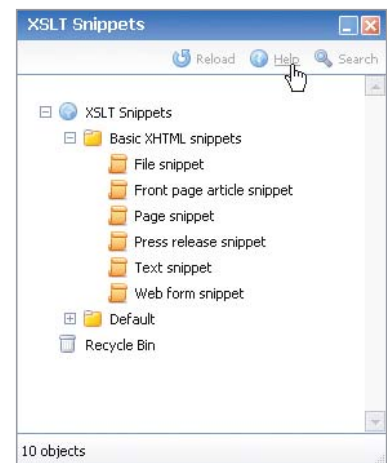 XSLT Snippets
Reload Help Search
XSLT Snippets
Basic XHTML snippets
File snippet
Front page article snippet
Page snippet
Press release snippet
Text snippet
Web form snippet
Default
Recycle Bin
10 objects